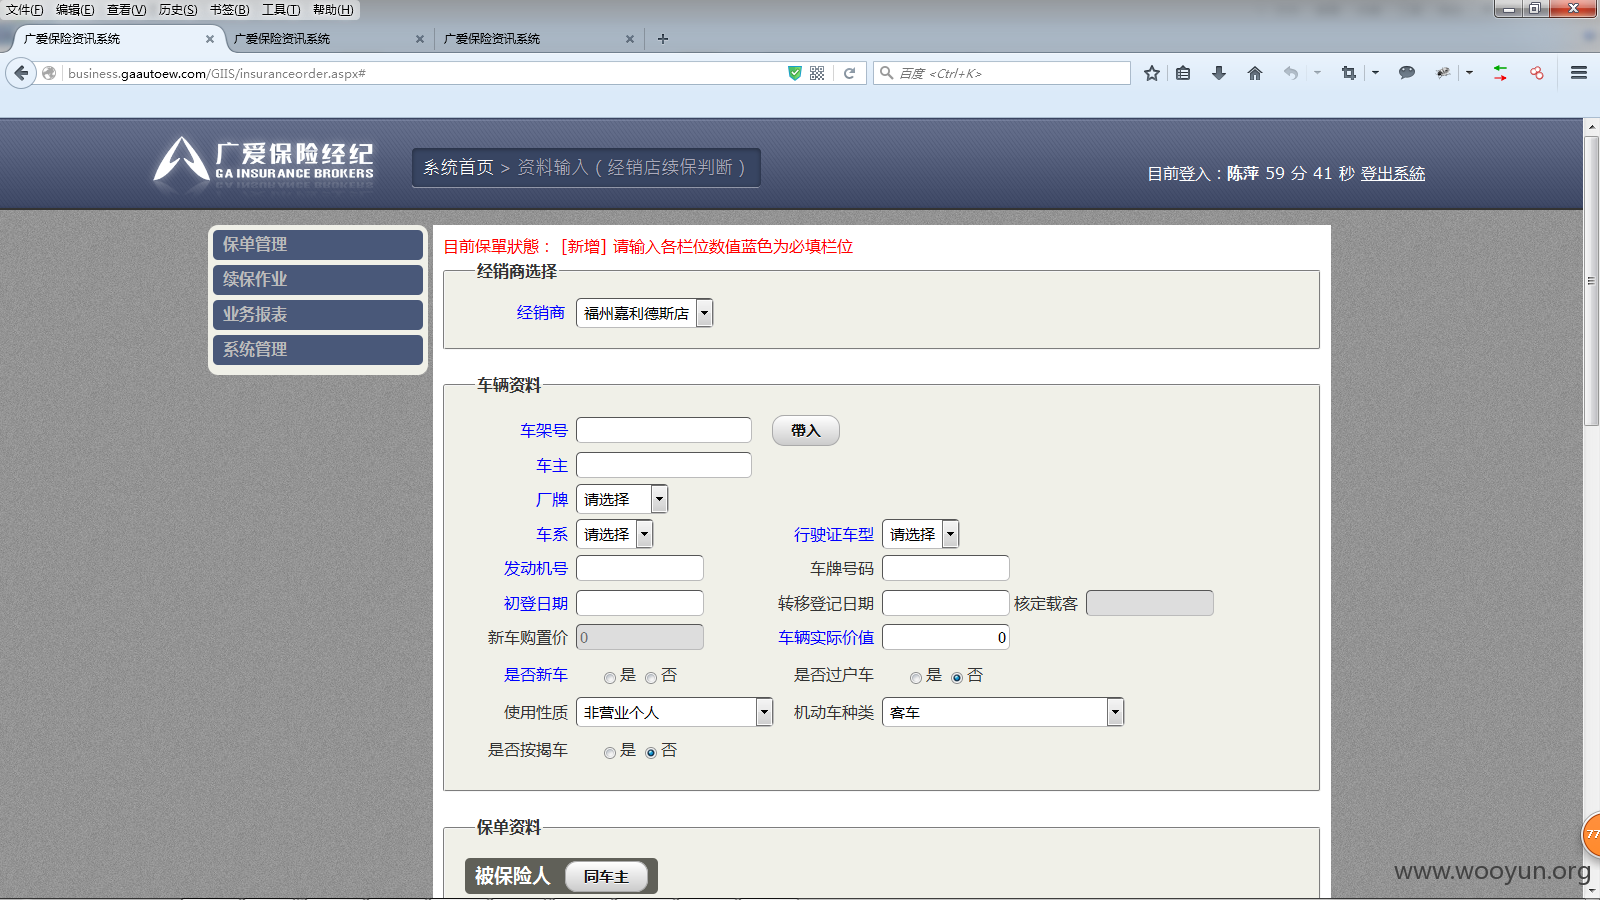 文件(F) 编辑(E) 查看(V) 历史(S) 书签(B) 工具(T) 帮助(H)
广爱保险资讯系统 × 广爱保险资讯系统 × 广爱保险资讯系统 × +
business.gaautoew.com/GIIS/insuranceorder.aspx# 百度 <Ctrl+K>
广爱保险经纪
GA INSURANCE BROKERS
系统首页 > 资料输入 ( 经销店续保判断 )
目前登入：陈萍 59 分 41 秒 登出系統
保单管理
续保作业
业务报表
系统管理
目前保單狀態： [新增] 请输入各栏位数值蓝色为必填栏位
经销商选择
经销商 福州嘉利德斯店
车辆资料
车架号 帶入
车主
厂牌 请选择
车系 请选择 行驶证车型 请选择
发动机号 车牌号码
初登日期 转移登记日期 核定载客
新车购置价 0 车辆实际价值 0
是否新车 是 否 是否过户车 是 否
使用性质 非营业个人 机动车种类 客车
是否按揭车 是 否
保单资料
被保险人 同车主
77
www.wooyun.org